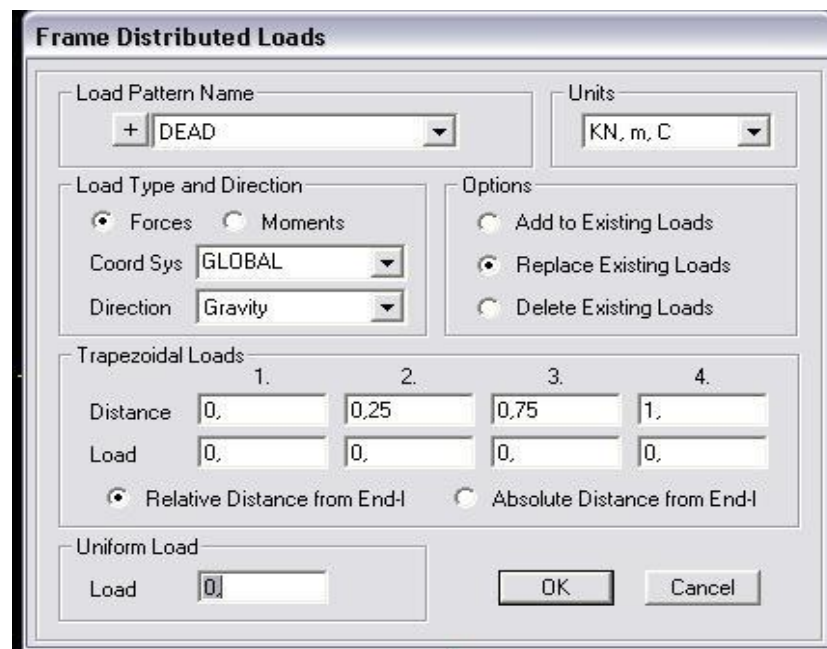 Frame Distributed Loads
Load Pattern Name
+ DEAD
Units
KN, m, C
Load Type and Direction
Forces Moments
Coord Sys GLOBAL
Direction Gravity
Options
Add to Existing Loads
Replace Existing Loads
Delete Existing Loads
Trapezoidal Loads
1. 2. 3. 4.
Distance 0, 0,25 0,75 1,
Load 0, 0, 0, 0,
Relative Distance from End-I Absolute Distance from End-I
Uniform Load
Load 0,
OK Cancel